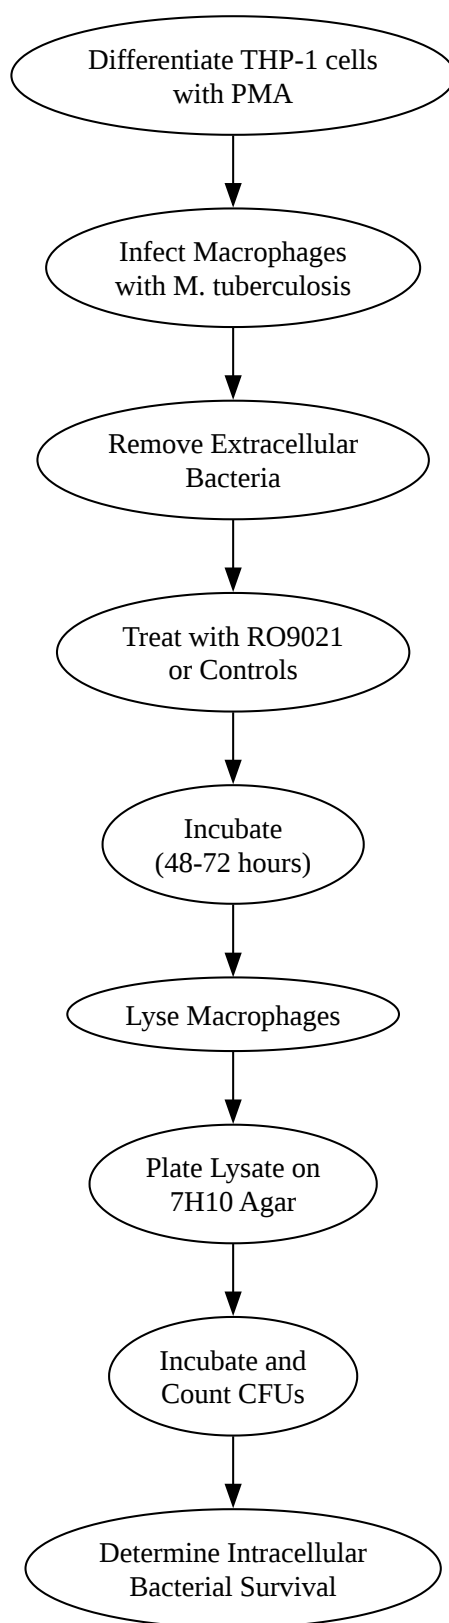 Differentiate THP-1 cells
with PMA
Infect Macrophages
with M. tuberculosis
Remove Extracellular
Bacteria
Treat with RO9021
or Controls
Incubate
(48-72 hours)
Lyse Macrophages
Plate Lysate on
7H10 Agar
Incubate and
Count CFUs
Determine Intracellular
Bacterial Survival